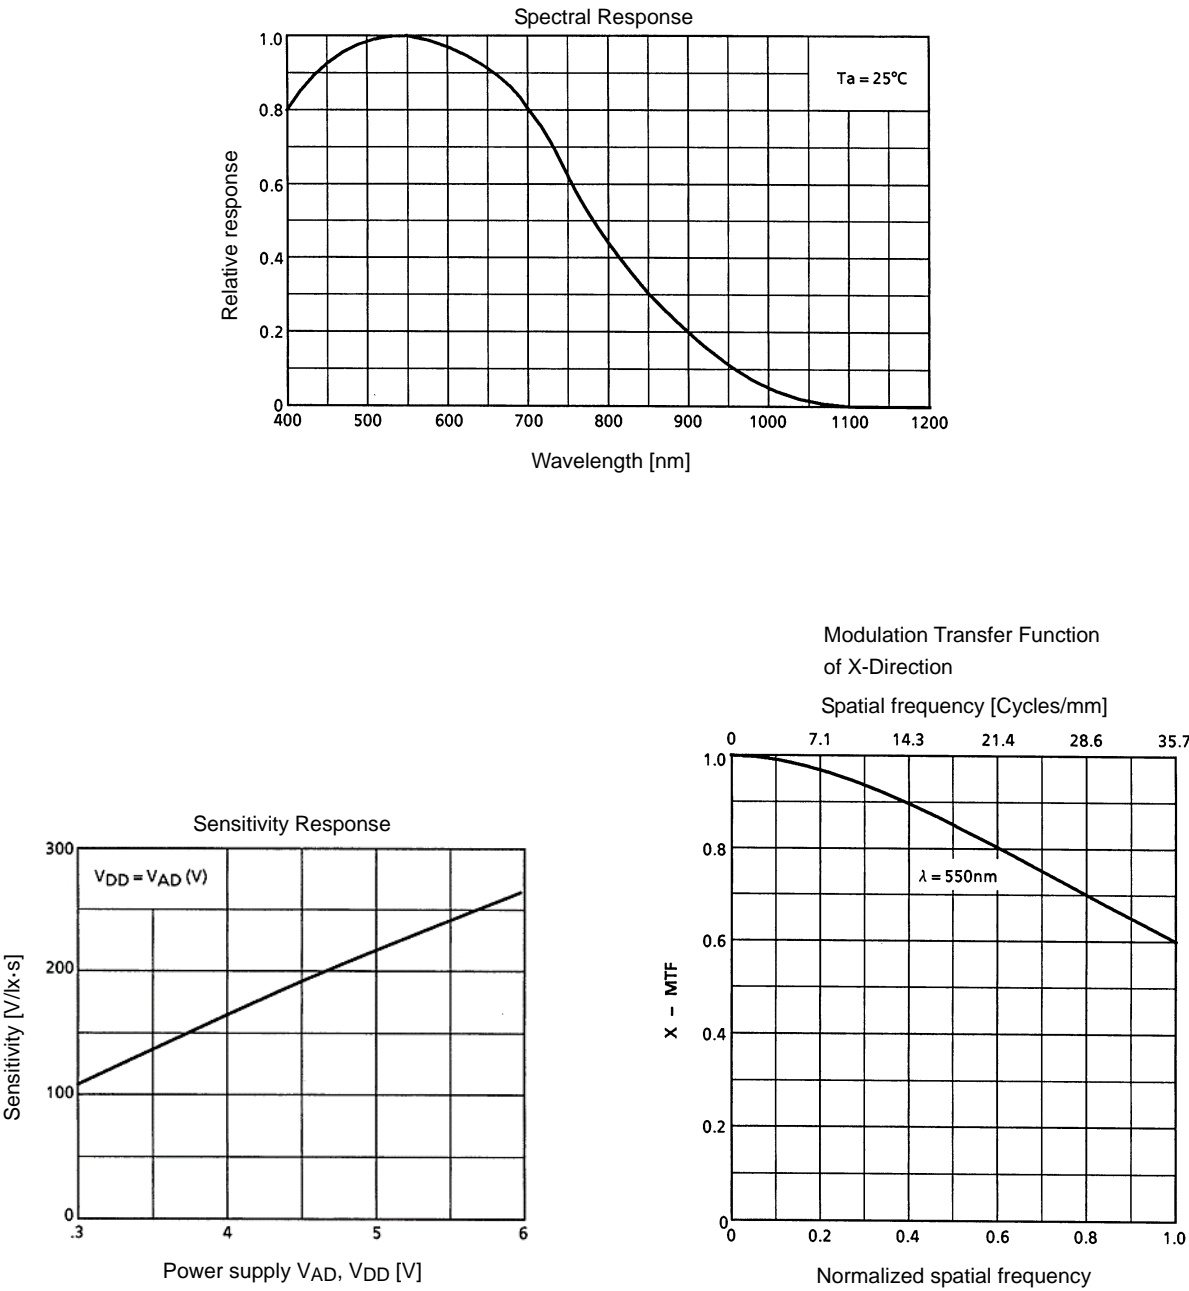 Spectral Response
1.0
0.8
0.6
0.4
0.2
0
Ta = 25°C
Relative response
400 500 600 700 800 900 1000 1100 1200
Wavelength [nm]
Sensitivity Response
300
200
100
0
VDD = VAD (V)
Sensitivity [V/lx·s]
.3 4 5 6
Power supply VAD, VDD [V]
Modulation Transfer Function
of X-Direction
Spatial frequency [Cycles/mm]
0 7.1 14.3 21.4 28.6 35.7
1.0
0.8
0.6
0.4
0.2
0
λ = 550nm
X – MTF
0 0.2 0.4 0.6 0.8 1.0
Normalized spatial frequency